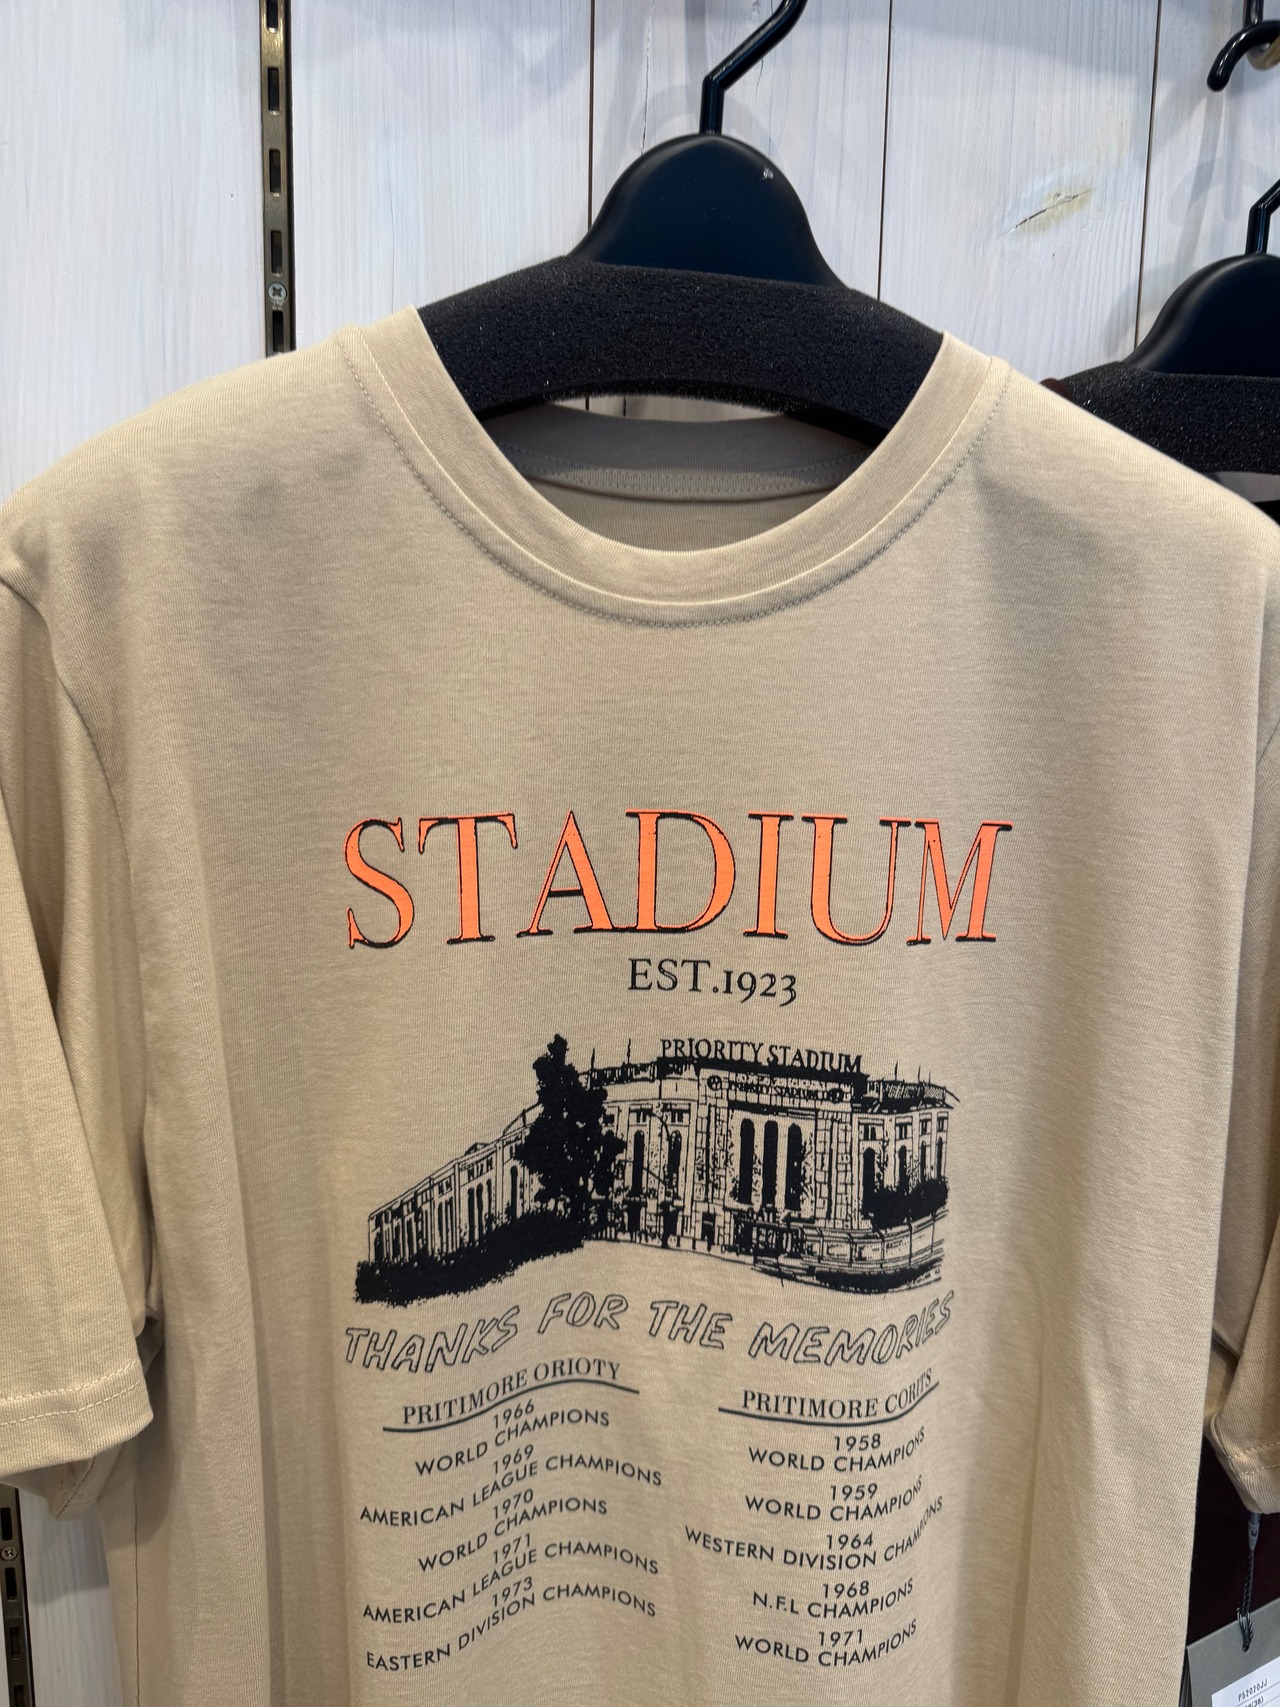 STADIUM
EST.1923
PRIORITY STADIUM
PRIORITY STADIUM
THANKS FOR THE MEMORIES
PRITIMORE ORIOTY
1966
WORLD CHAMPIONS
1969
AMERICAN LEAGUE CHAMPIONS
1970
WORLD CHAMPIONS
1971
AMERICAN LEAGUE CHAMPIONS
1973
EASTERN DIVISION CHAMPIONS
PRITIMORE CORITS
1958
WORLD CHAMPIONS
1959
WORLD CHAMPIONS
1964
WESTERN DIVISION CHAMPIONS
1968
N.F.L CHAMPIONS
1971
WORLD CHAMPIONS